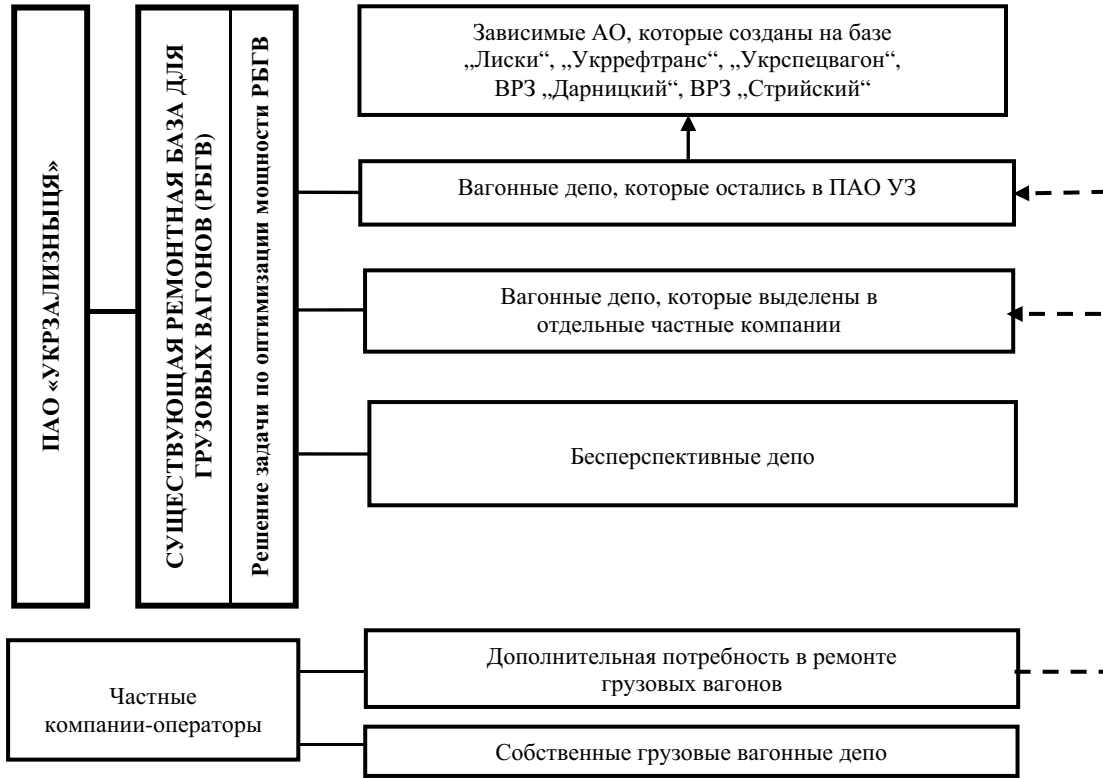 ПАО «УКРЗАЛИЗНЫЦЯ»
СУЩЕСТВУЮЩАЯ РЕМОНТНАЯ БАЗА ДЛЯ
ГРУЗОВЫХ ВАГОНОВ (РБГВ)
Решение задачи по оптимизации мощности РБГВ
Зависимые АО, которые созданы на базе
„Лиски“, „Укррефтранс“, „Укрспецвагон“,
ВРЗ „Дарницкий“, ВРЗ „Стрийский“
Вагонные депо, которые остались в ПАО УЗ
Вагонные депо, которые выделены в
отдельные частные компании
Бесперспективные депо
Частные
компании-операторы
Дополнительная потребность в ремонте
грузовых вагонов
Собственные грузовые вагонные депо